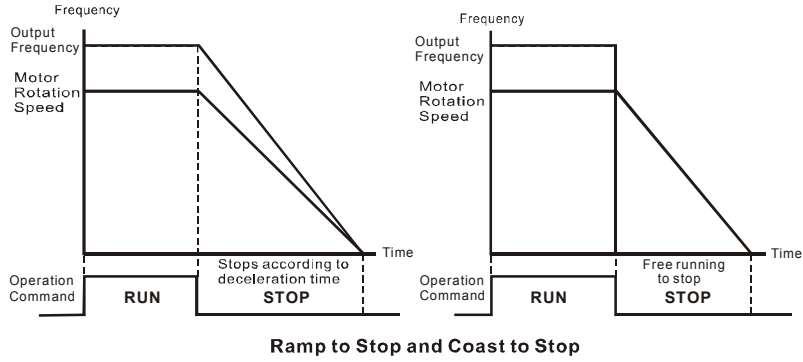 Frequency
Output
Frequency
Motor
Rotation
Speed
Time
Stops according to
deceleration time
Operation
Command
RUN
STOP
Frequency
Output
Frequency
Motor
Rotation
Speed
Time
Free running
to stop
Operation
Command
RUN
STOP
Ramp to Stop and Coast to Stop